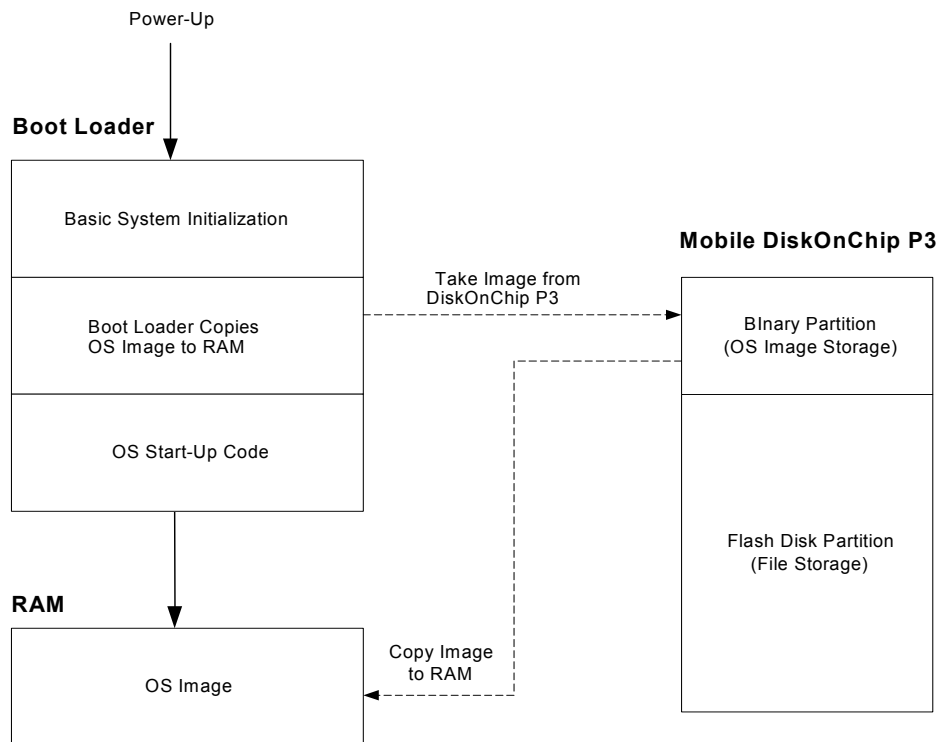 Power-Up
Boot Loader
Basic System Initialization
Mobile DiskOnChip P3
Take Image from
DiskOnChip P3
Boot Loader Copies
OS Image to RAM
BInary Partition
(OS Image Storage)
OS Start-Up Code
Flash Disk Partition
(File Storage)
RAM
Copy Image
to RAM
OS Image